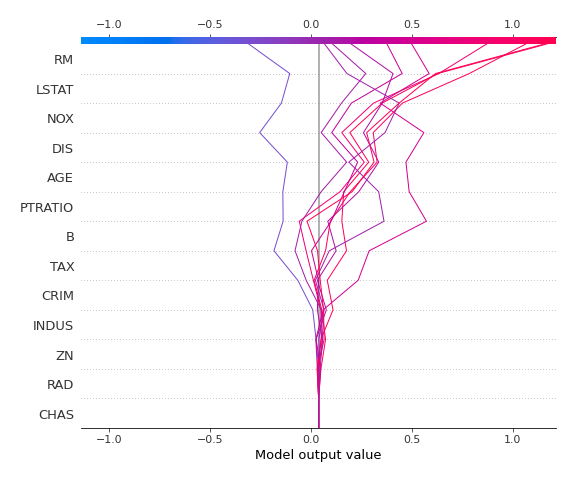 −1.0 −0.5 0.0 0.5 1.0
RM
LSTAT
NOX
DIS
AGE
PTRATIO
B
TAX
CRIM
INDUS
ZN
RAD
CHAS
−1.0 −0.5 0.0 0.5 1.0
Model output value